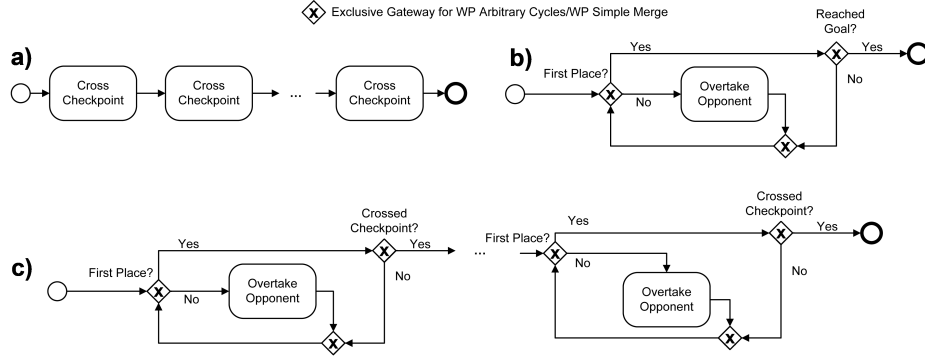 X Exclusive Gateway for WP Arbitrary Cycles/WP Simple Merge
a)
Cross
Checkpoint
Cross
Checkpoint
...
Cross
Checkpoint
b)
Reached
Goal?
Yes
X
Yes
First Place?
X
No
Overtake
Opponent
No
X
c)
Crossed
Checkpoint?
Yes
X
Yes
First Place?
X
No
Overtake
Opponent
No
X
...
Crossed
Checkpoint?
Yes
X
Yes
First Place?
X
No
Overtake
Opponent
No
X